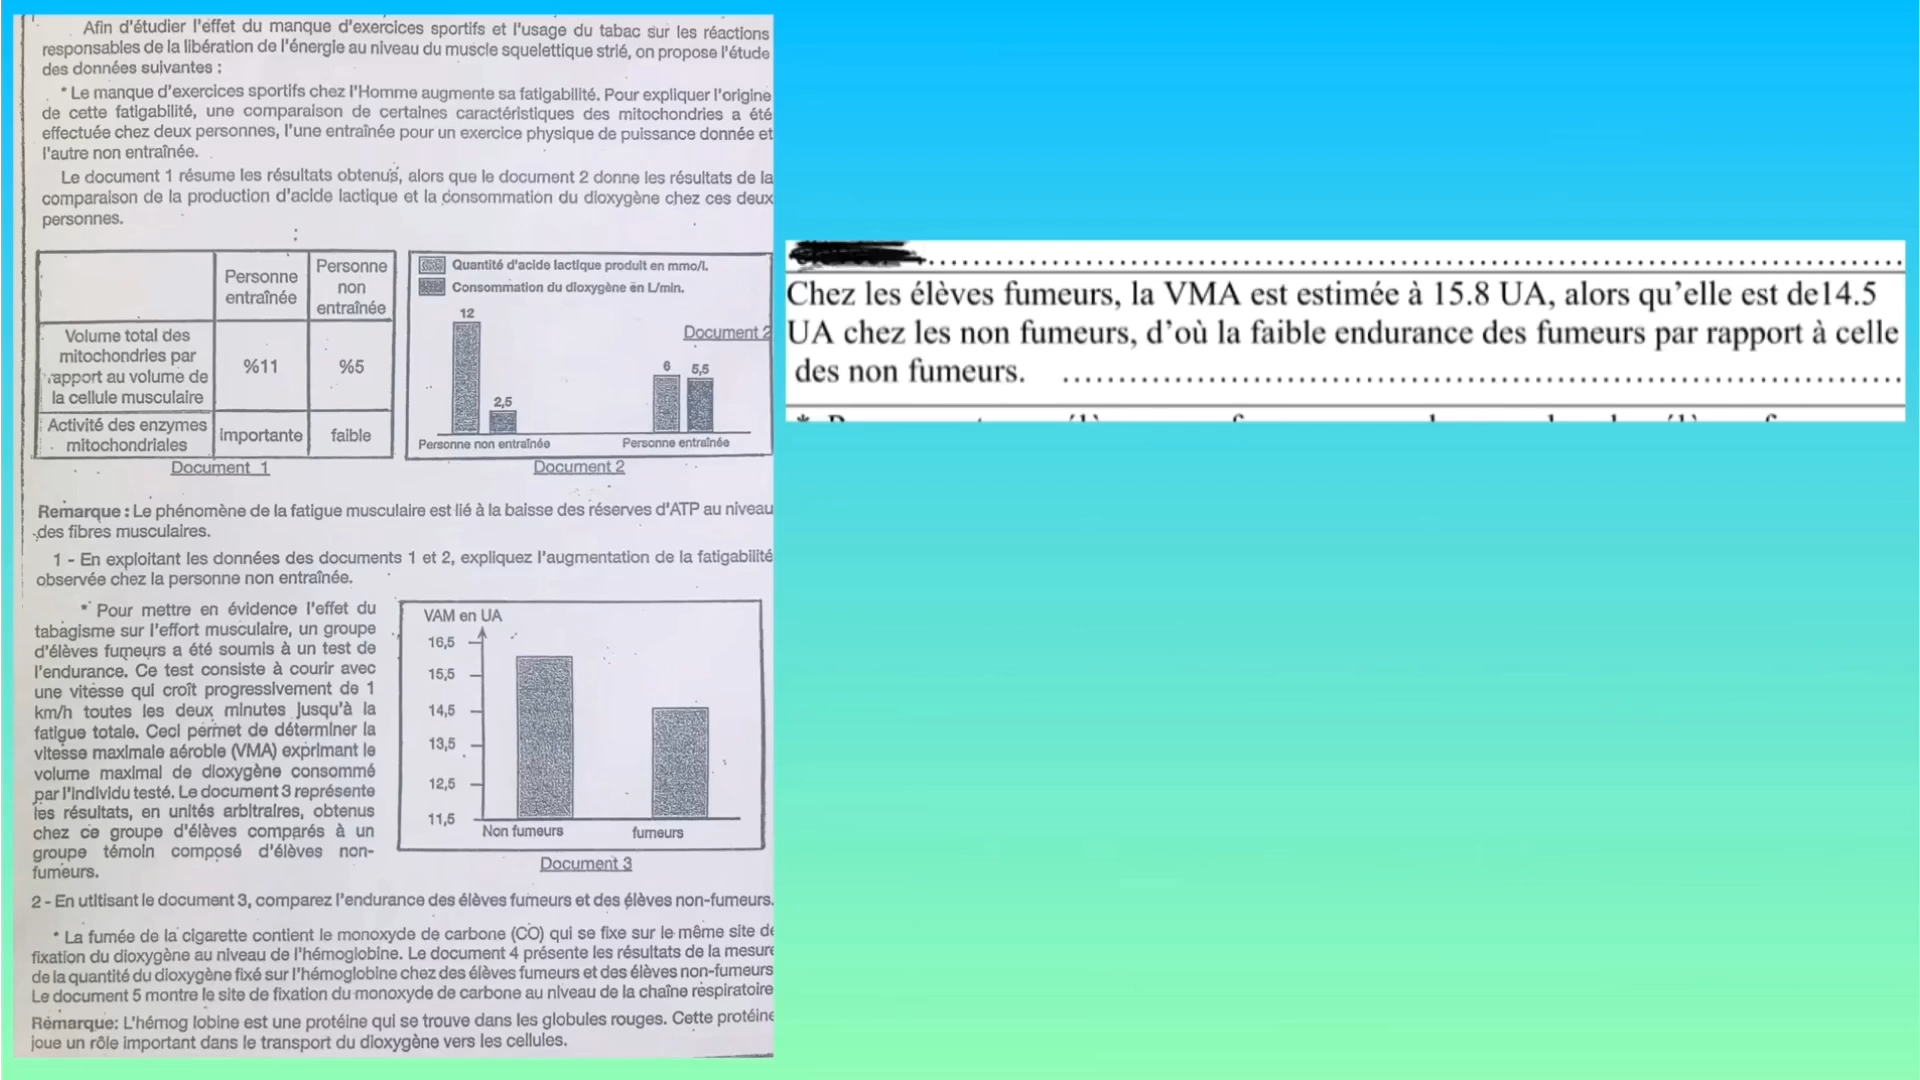 Afin d'étudier l'effet du manque d'exercices sportifs et l'usage du tabac sur les réactions
responsables de la libération de l'énergie au niveau du muscle squelettique strié, on propose l'étude
des données suivantes :
* Le manque d'exercices sportifs chez l'Homme augmente sa fatigabilité. Pour expliquer l'origine
de cette fatigabilité, une comparaison de certaines caractéristiques des mitochondries a été
effectuée chez deux personnes, l'une entraînée pour un exercice physique de puissance donnée et
l'autre non entraînée.
Le document 1 résume les résultats obtenus, alors que le document 2 donne les résultats de la
comparaison de la production d'acide lactique et la consommation du dioxygène chez ces deux
personnes.
:
Personne
entraînée
Personne
non
entraînée
Volume total des
mitochondries par
rapport au volume de
la cellule musculaire
%11
%5
Activité des enzymes
mitochondriales
importante
faible
Document 1
Quantité d'acide lactique produit en mmo/l.
Consommation du dioxygène en L/min.
12
2,5
Document 2
6
5,5
Personne non entraînée
Personne entraînée
Document 2
Remarque : Le phénomène de la fatigue musculaire est lié à la baisse des réserves d'ATP au niveau
des fibres musculaires.
1 - En exploitant les données des documents 1 et 2, expliquez l'augmentation de la fatigabilité
observée chez la personne non entraînée.
* Pour mettre en évidence l'effet du
tabagisme sur l'effort musculaire, un groupe
d'élèves fumeurs a été soumis à un test de
l'endurance. Ce test consiste à courir avec
une vitesse qui croît progressivement de 1
km/h toutes les deux minutes jusqu'à la
fatigue totale. Ceci permet de déterminer la
vitesse maximale aéroble (VMA) exprimant le
volume maximal de dioxygène consommé
par l'individu testé. Le document 3 représente
les résultats, en unités arbitraires, obtenus
chez ce groupe d'élèves comparés à un
groupe témoin composé d'élèves non-
fumeurs.
VAM en UA
16,5
15,5
14,5
13,5
12,5
11,5
Non fumeurs
fumeurs
Document 3
2 - En utltisant le document 3, comparez l'endurance des élèves fumeurs et des élèves non-fumeurs.
* La fumée de la cigarette contient le monoxyde de carbone (CO) qui se fixe sur le même site de
fixation du dioxygène au niveau de l'hémoglobine. Le document 4 présente les résultats de la mesure
de la quantité du dioxygène fixé sur l'hémoglobine chez des élèves fumeurs et des élèves non-fumeurs
Le document 5 montre le site de fixation du monoxyde de carbone au niveau de la chaîne respiratoire
Remarque: L'hémog lobine est une protéine qui se trouve dans les globules rouges. Cette protéine
joue un rôle important dans le transport du dioxygène vers les cellules.
Chez les élèves fumeurs, la VMA est estimée à 15.8 UA, alors qu'elle est de14.5
UA chez les non fumeurs, d'où la faible endurance des fumeurs par rapport à celle
des non fumeurs.